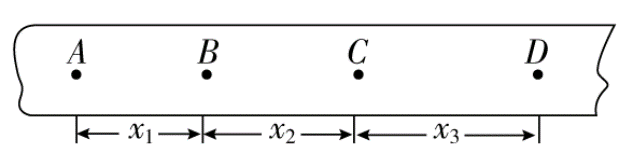 A B C D
x₁ x₂ x₃